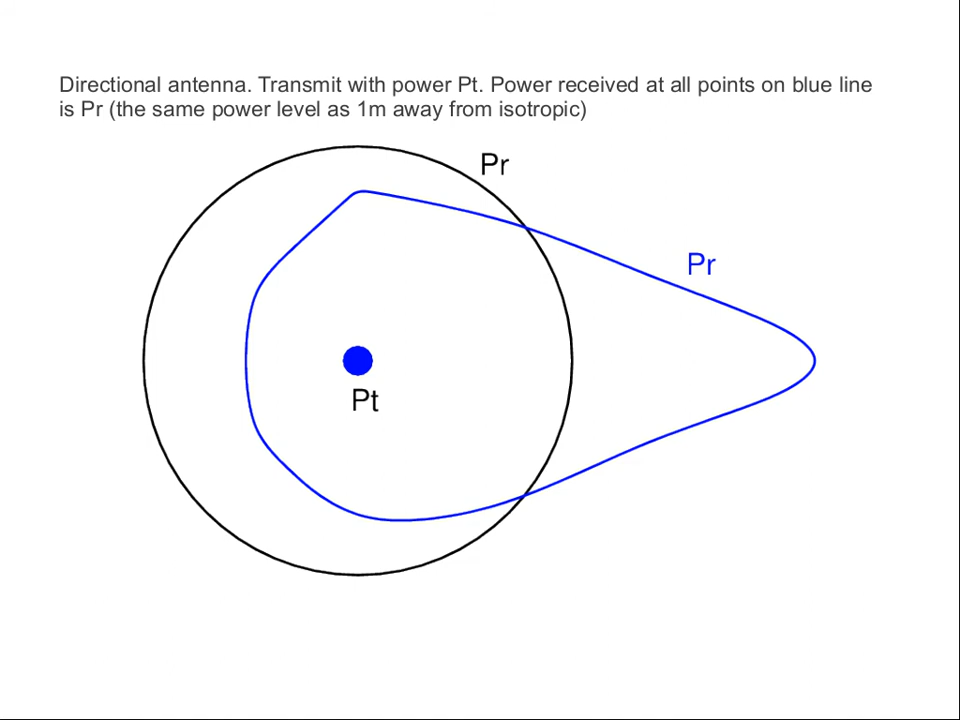 Directional antenna. Transmit with power Pt. Power received at all points on blue line
is Pr (the same power level as 1m away from isotropic)
Pr
Pr
Pt